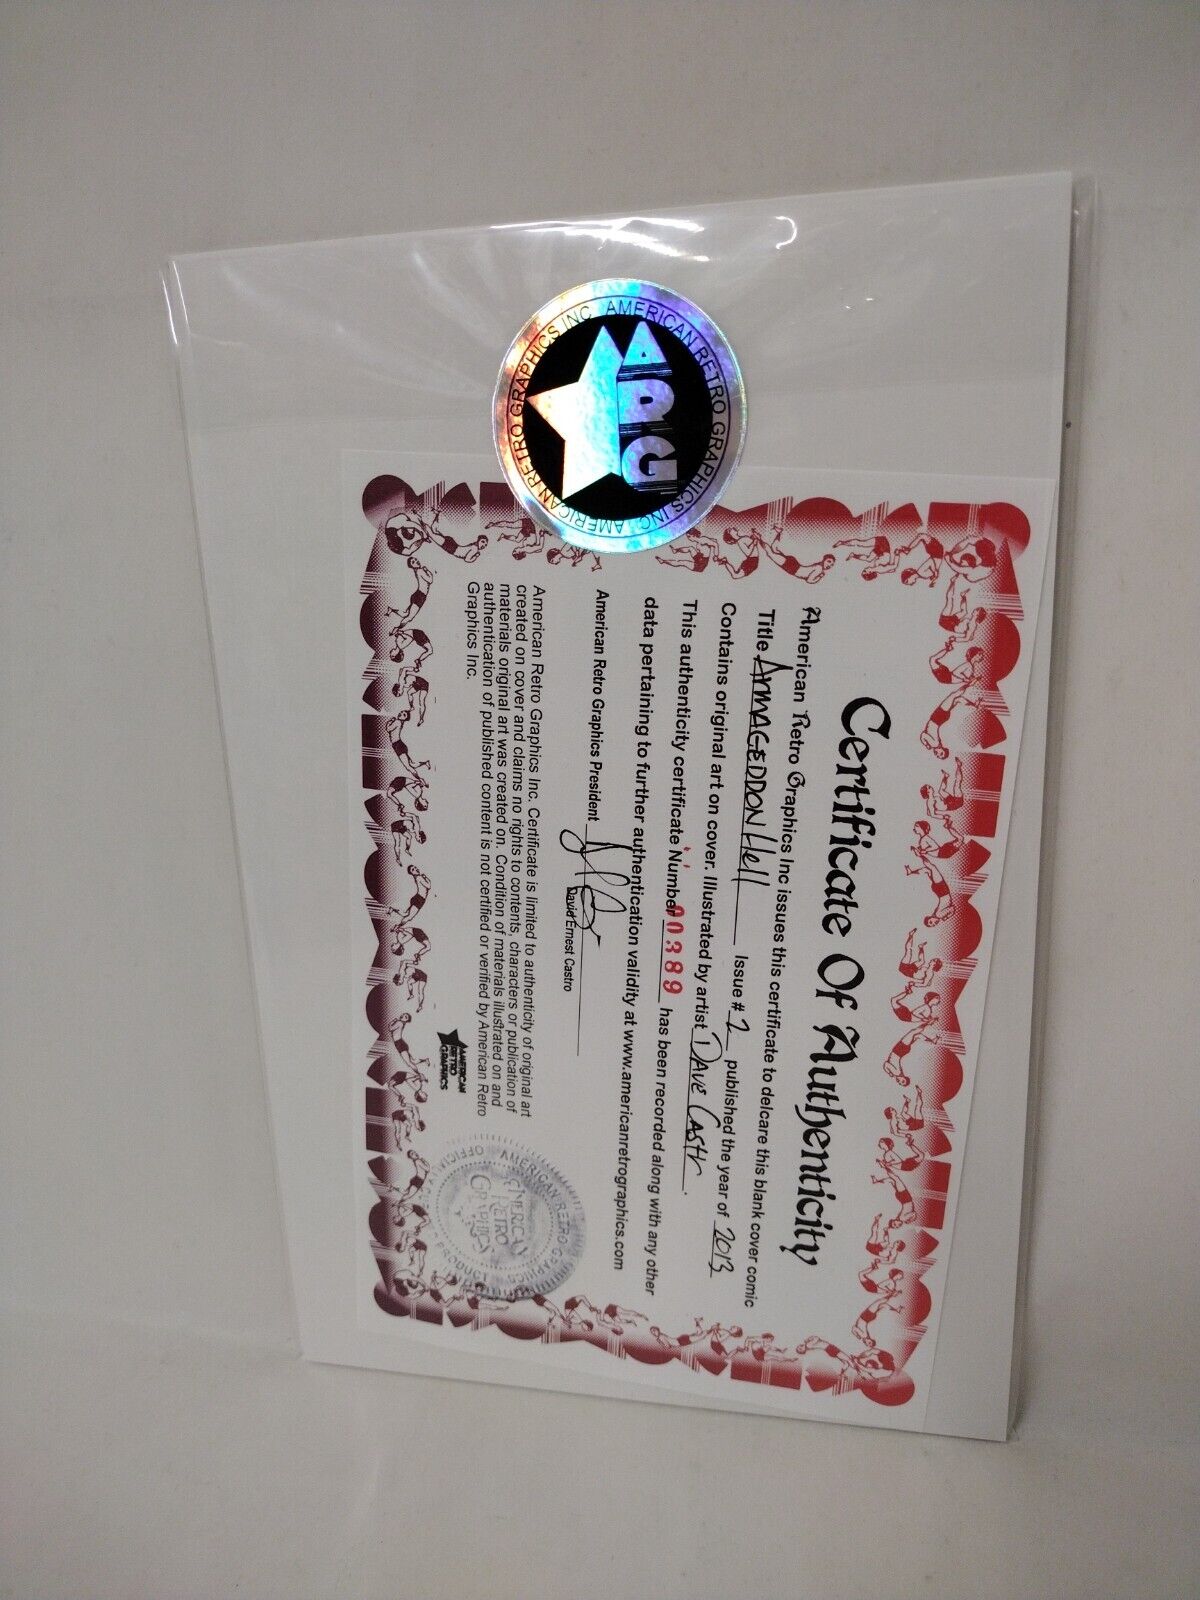 AMERICAN RETRO GRAPHICS INC AMERICAN RETRO GRAPHICS INC
ARG
Certificate Of Authenticity
American Retro Graphics Inc issues this certificate to delcare this blank cover comic
Title ARMAGEDDON Hell Issue # 2 published the year of 2013
Contains original art on cover. Illustrated by artist DAVE CASTR.
This authenticity certificate Number 00389 has been recorded along with any other
data pertaining to further authentication validity at www.americanretrographics.com
American Retro Graphics President
David Ernest Castro
American Retro Graphics Inc. Certificate is limited to authenticity of original art
created on cover and claims no rights to contents, characters or publication of
materials original art was created on. Condition of materials illustrated on and
authentication of published content is not certified or verified by American Retro
Graphics Inc.
AMERICAN
RETRO
GRAPHICS
AMERICAN RETRO GRAPHICS
AMERICAN
RETRO
GRAPHICS